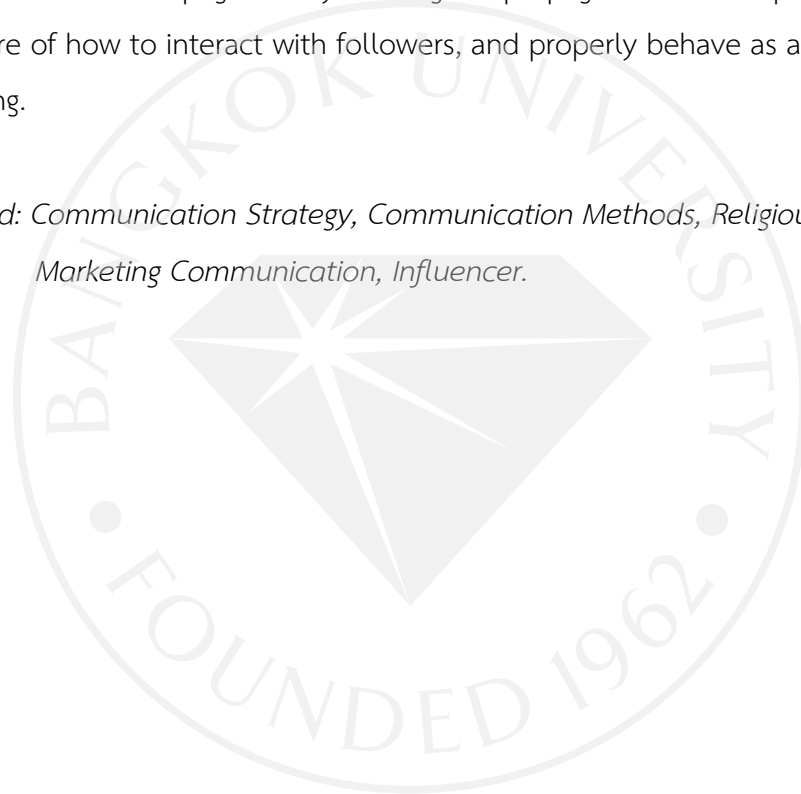 re of how to interact with followers, and properly behave as a
ng.
d: Communication Strategy, Communication Methods, Religiou
Marketing Communication, Influencer.
BANGKOK UNIVERSITY
FOUNDED 1962